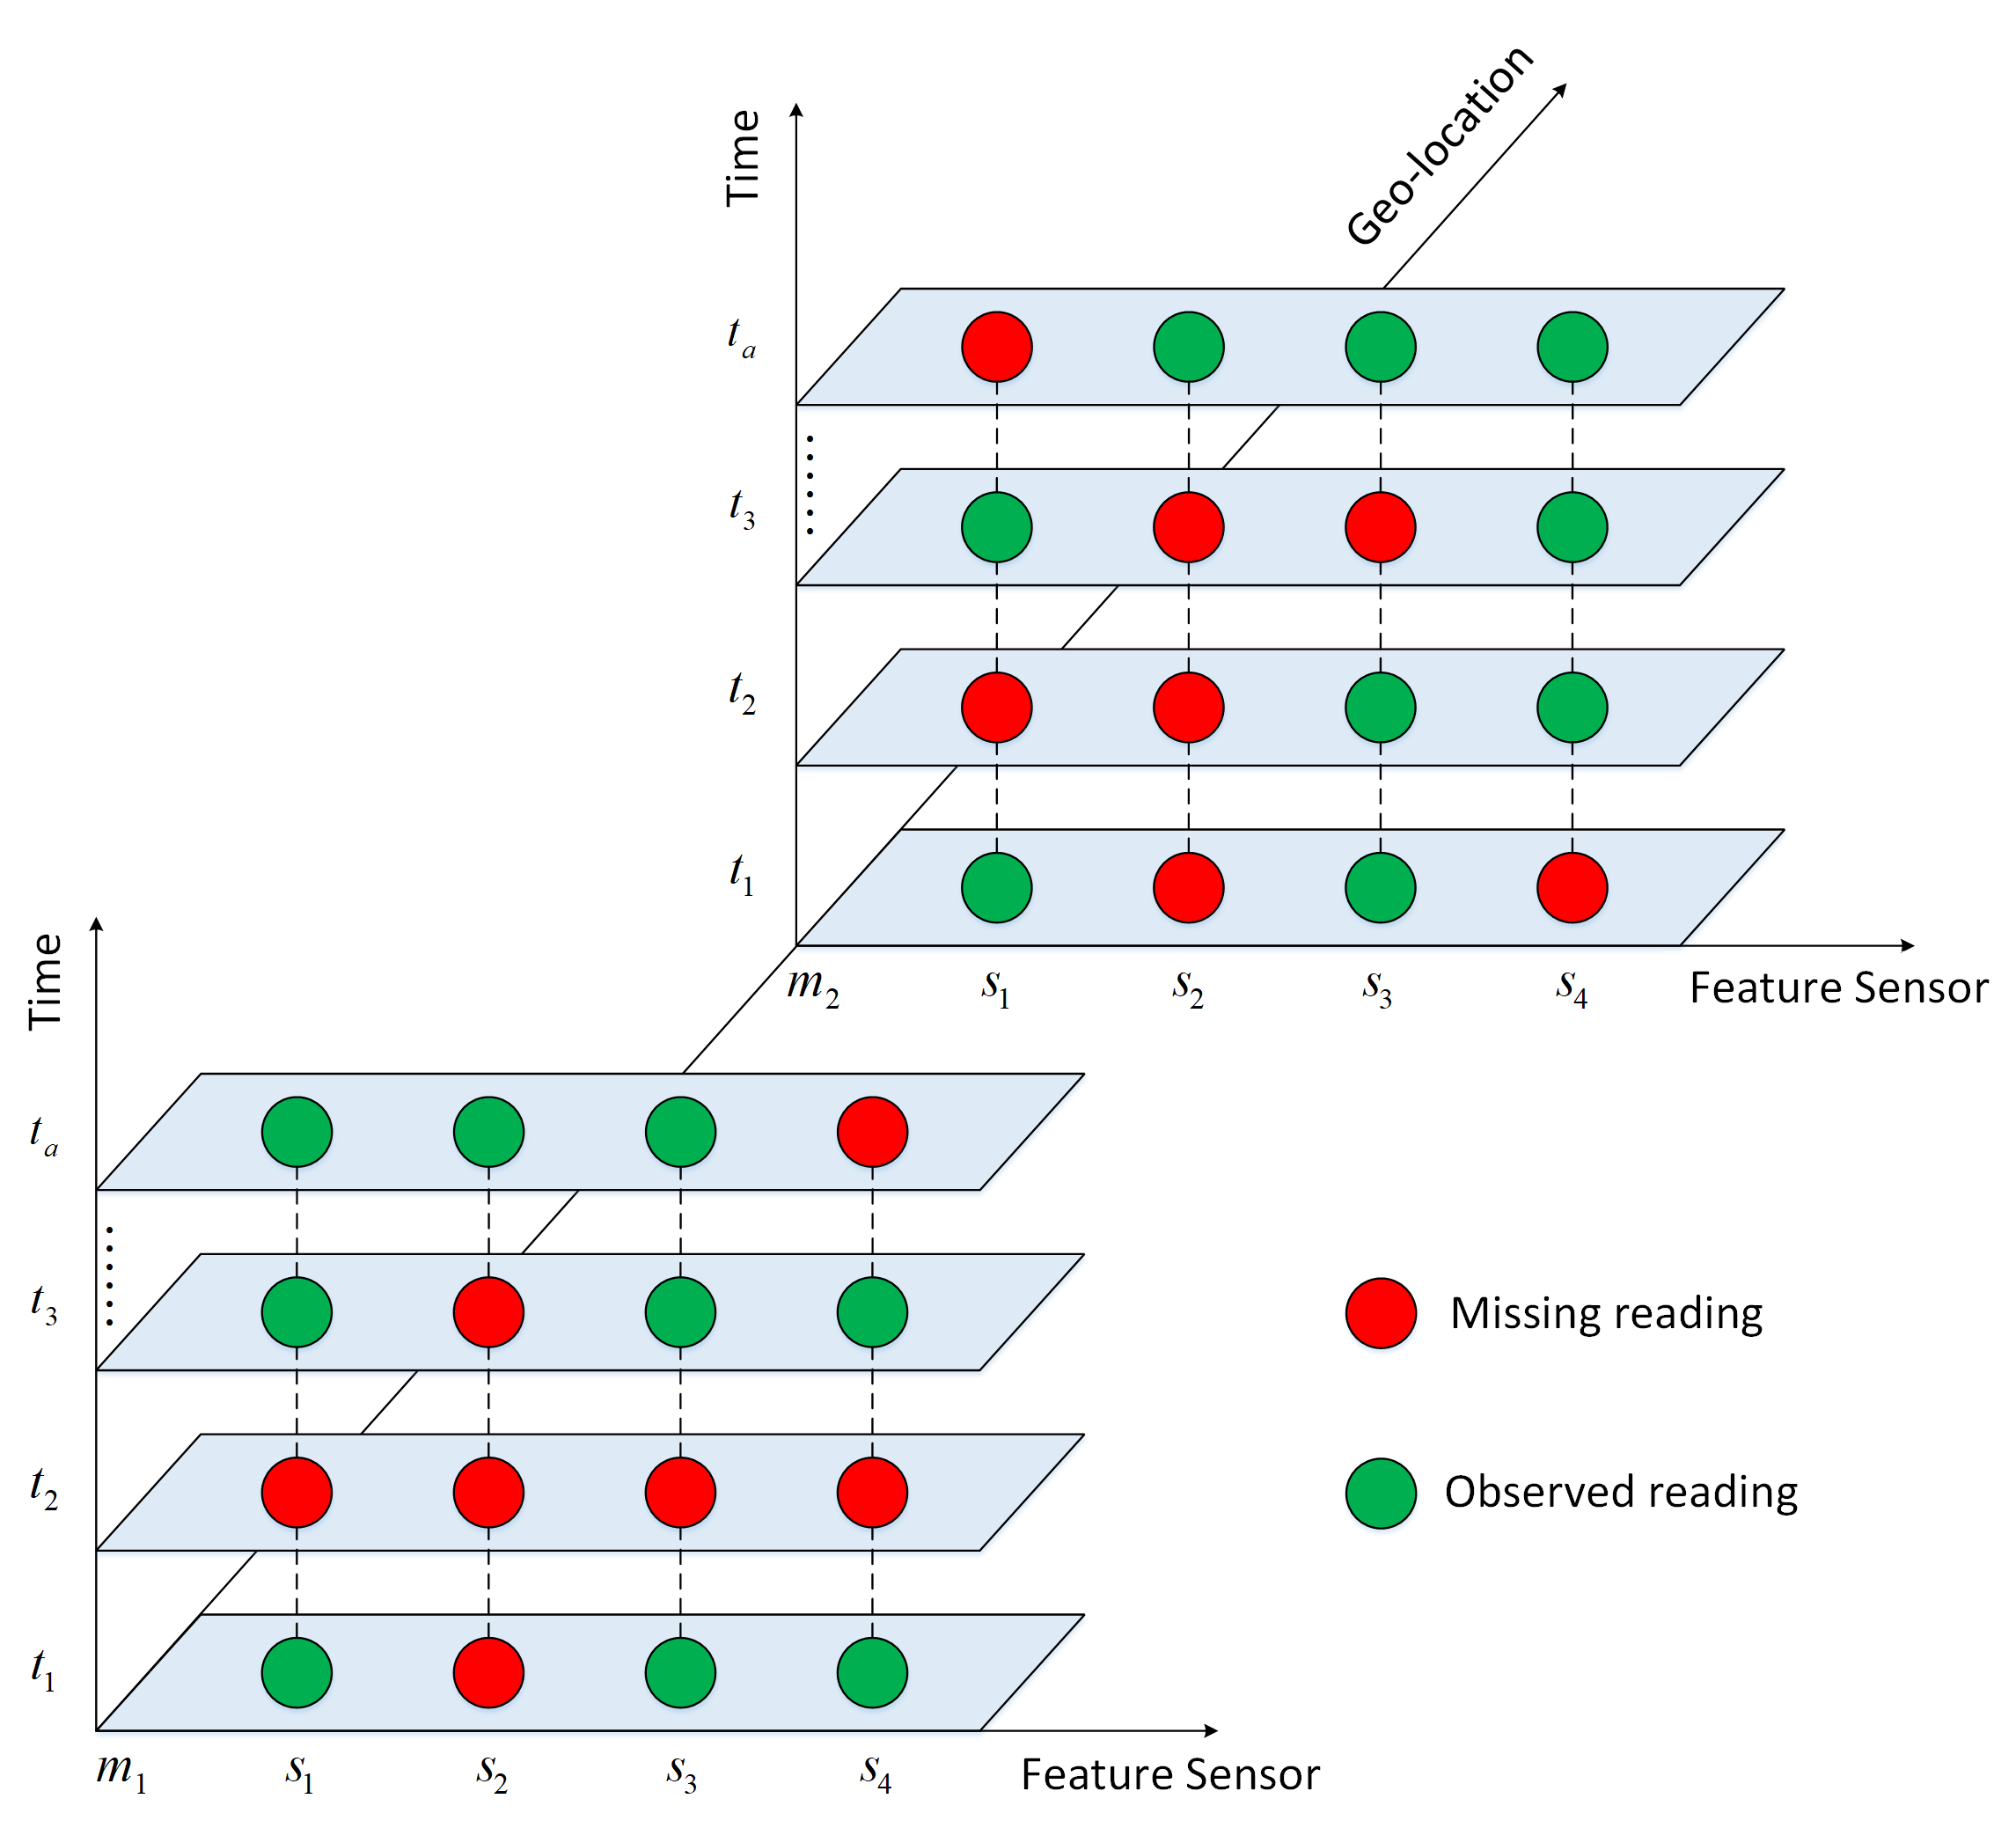 Geo-location
Time
t_a
t_3
t_2
t_1
m_2 s_1 s_2 s_3 s_4 Feature Sensor
Time
t_a
t_3
t_2
t_1
m_1 s_1 s_2 s_3 s_4 Feature Sensor
Missing reading
Observed reading